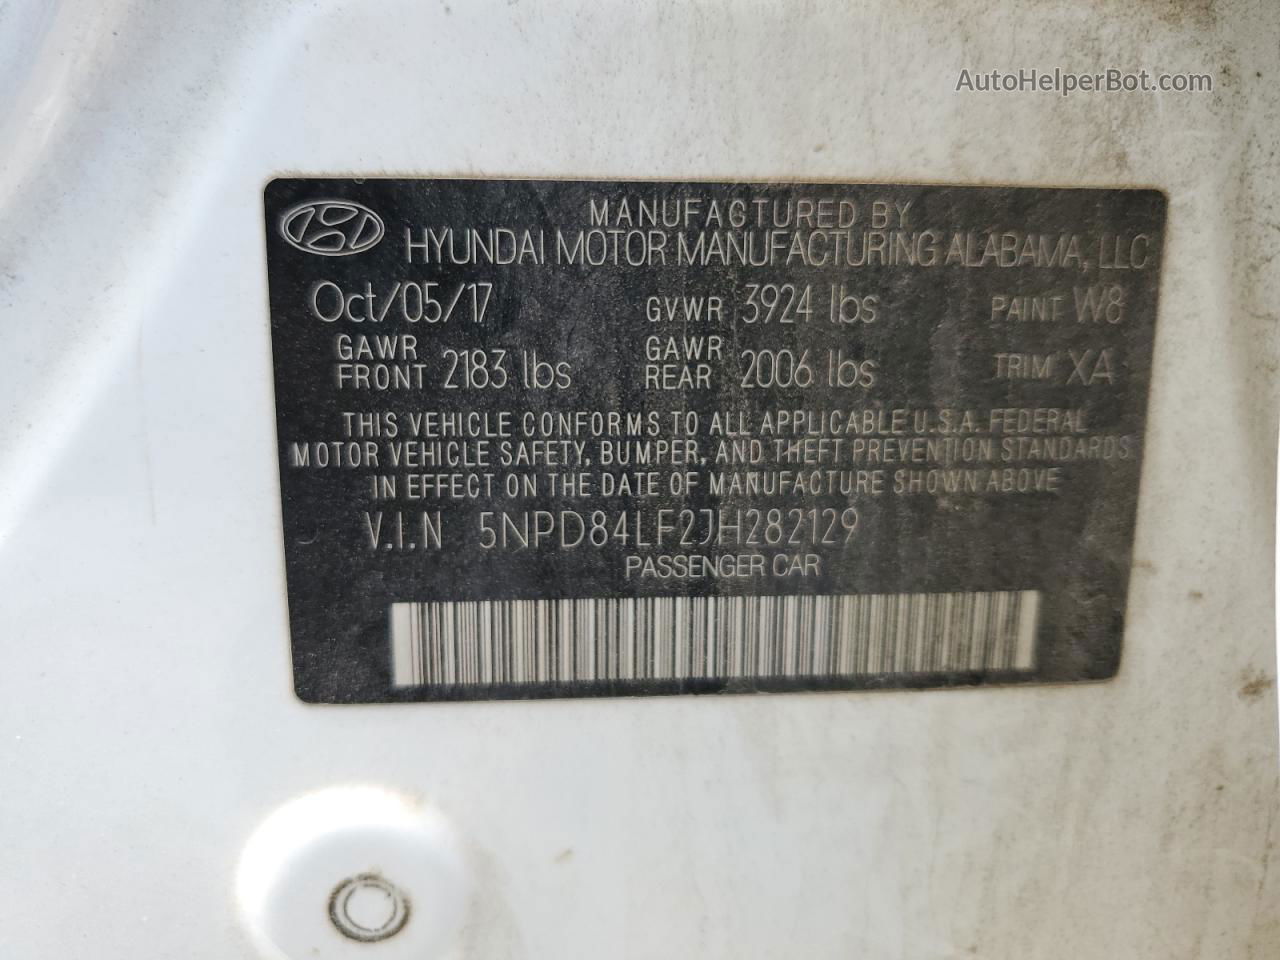 AutoHelperBot.com
MANUFACTURED BY
HYUNDAI MOTOR MANUFACTURING ALABAMA, LLC
Oct/05/17 GVWR 3924 lbs PAINT W8
GAWR FRONT 2183 lbs GAWR REAR 2006 lbs TRIM XA
THIS VEHICLE CONFORMS TO ALL APPLICABLE U.S.A. FEDERAL
MOTOR VEHICLE SAFETY, BUMPER, AND THEFT PREVENTION STANDARDS
IN EFFECT ON THE DATE OF MANUFACTURE SHOWN ABOVE
V.I.N 5NPD84LF2JH282129
PASSENGER CAR